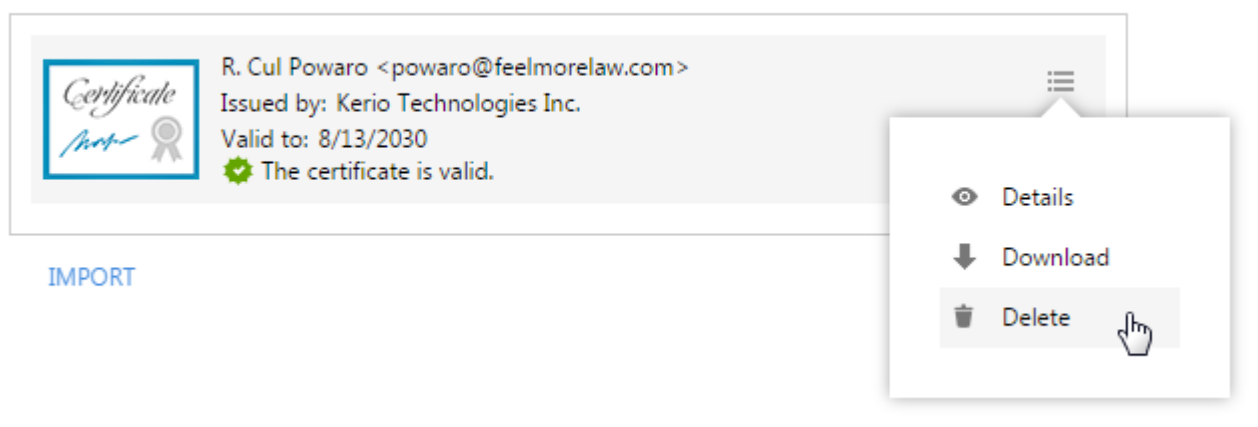 Certificate
R. Cul Powaro <powaro@feelmorelaw.com>
Issued by: Kerio Technologies Inc.
Valid to: 8/13/2030
The certificate is valid.
Details
Download
Delete
IMPORT